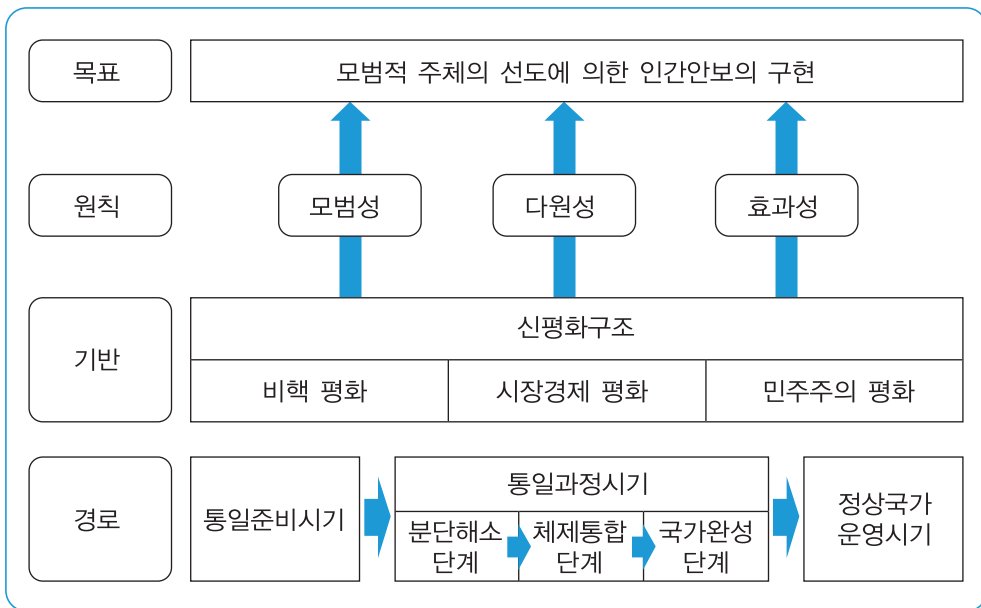 목표
모범적 주체의 선도에 의한 인간안보의 구현
원칙
모범성
다원성
효과성
기반
신평화구조
비핵 평화
시장경제 평화
민주주의 평화
경로
통일준비시기
통일과정시기
분단해소
단계
체제통합
단계
국가완성
단계
정상국가
운영시기